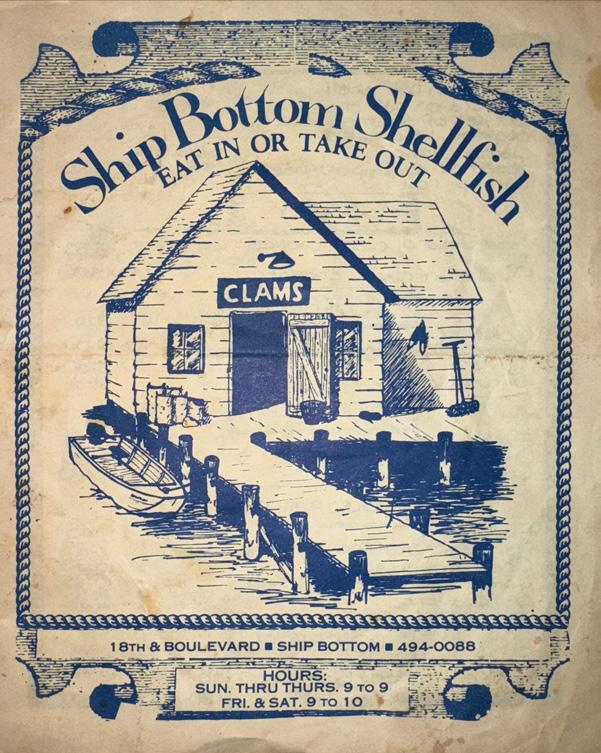 Ship Bottom Shellfish
EAT IN OR TAKE OUT
CLAMS
18TH & BOULEVARD ■ SHIP BOTTOM ■ 494-0088
HOURS:
SUN. THRU THURS. 9 TO 9
FRI. & SAT. 9 TO 10